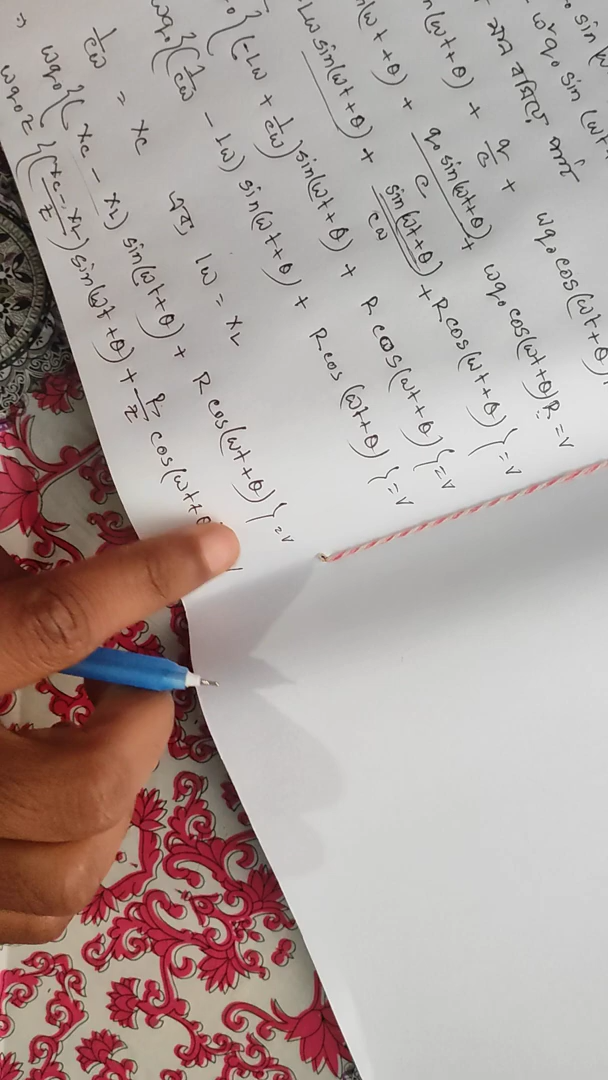 q₀ sin(ω
ω²q₀ sin(ωt + θ)
মান বসিয়ে পাই
n(ωt+θ) + q/c + ωq₀ cos(ωt+θ)
n(ωt+θ) + q₀ sin(ωt+θ)/c + ωq₀ cos(ωt+θ)R = v
Lω sin(ωt+θ) + sin(ωt+θ)/cω + R cos(ωt+θ)} = v
{(-Lω + 1/cω) sin(ωt+θ) + R cos(ωt+θ)} = v
ωq₀{(1/cω - Lω) sin(ωt+θ) + R cos(ωt+θ)} = v
1/cω = Xc এবং Lω = XL
ωq₀{(Xc - XL) sin(ωt+θ) + R cos(ωt+θ)} = v
⇒ ωq₀z {(Xc - XL/z) sin(ωt+θ) + R/z cos(ωt+θ